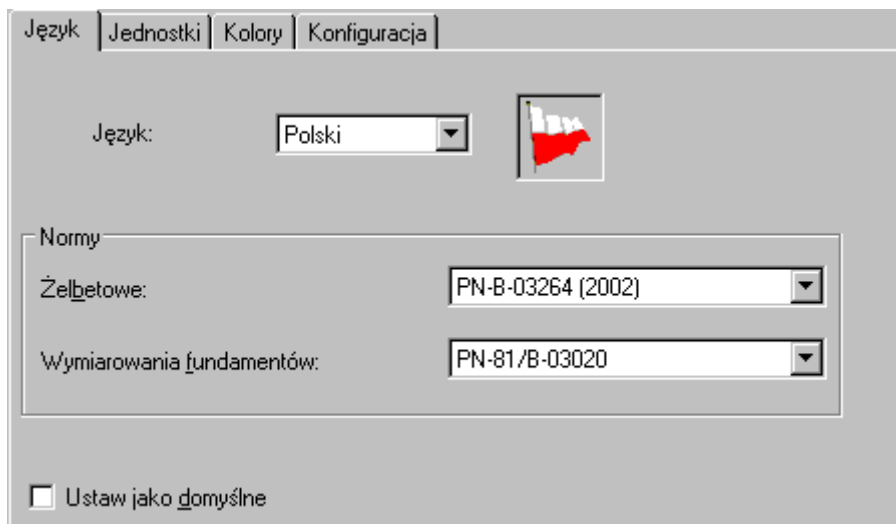 Język Jednostki Kolory Konfiguracja
Język: Polski
Normy
Żelbetowe: PN-B-03264 (2002)
Wymiarowania fundamentów: PN-81/B-03020
Ustaw jako domyślne